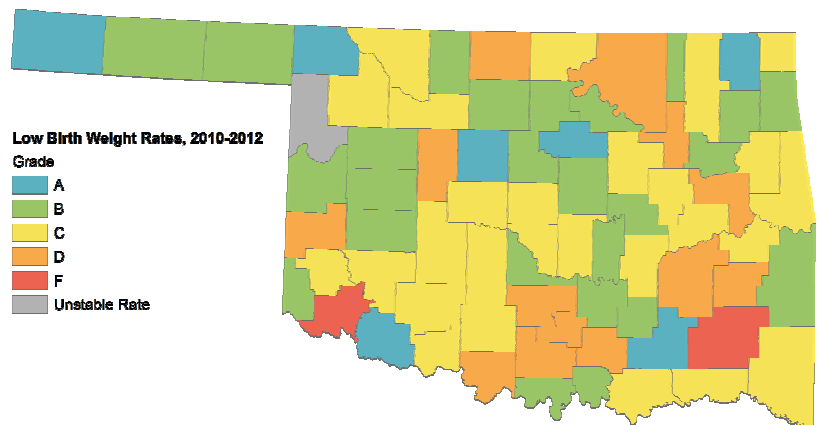 Low Birth Weight Rates, 2010-2012
Grade
A
B
C
D
F
Unstable Rate